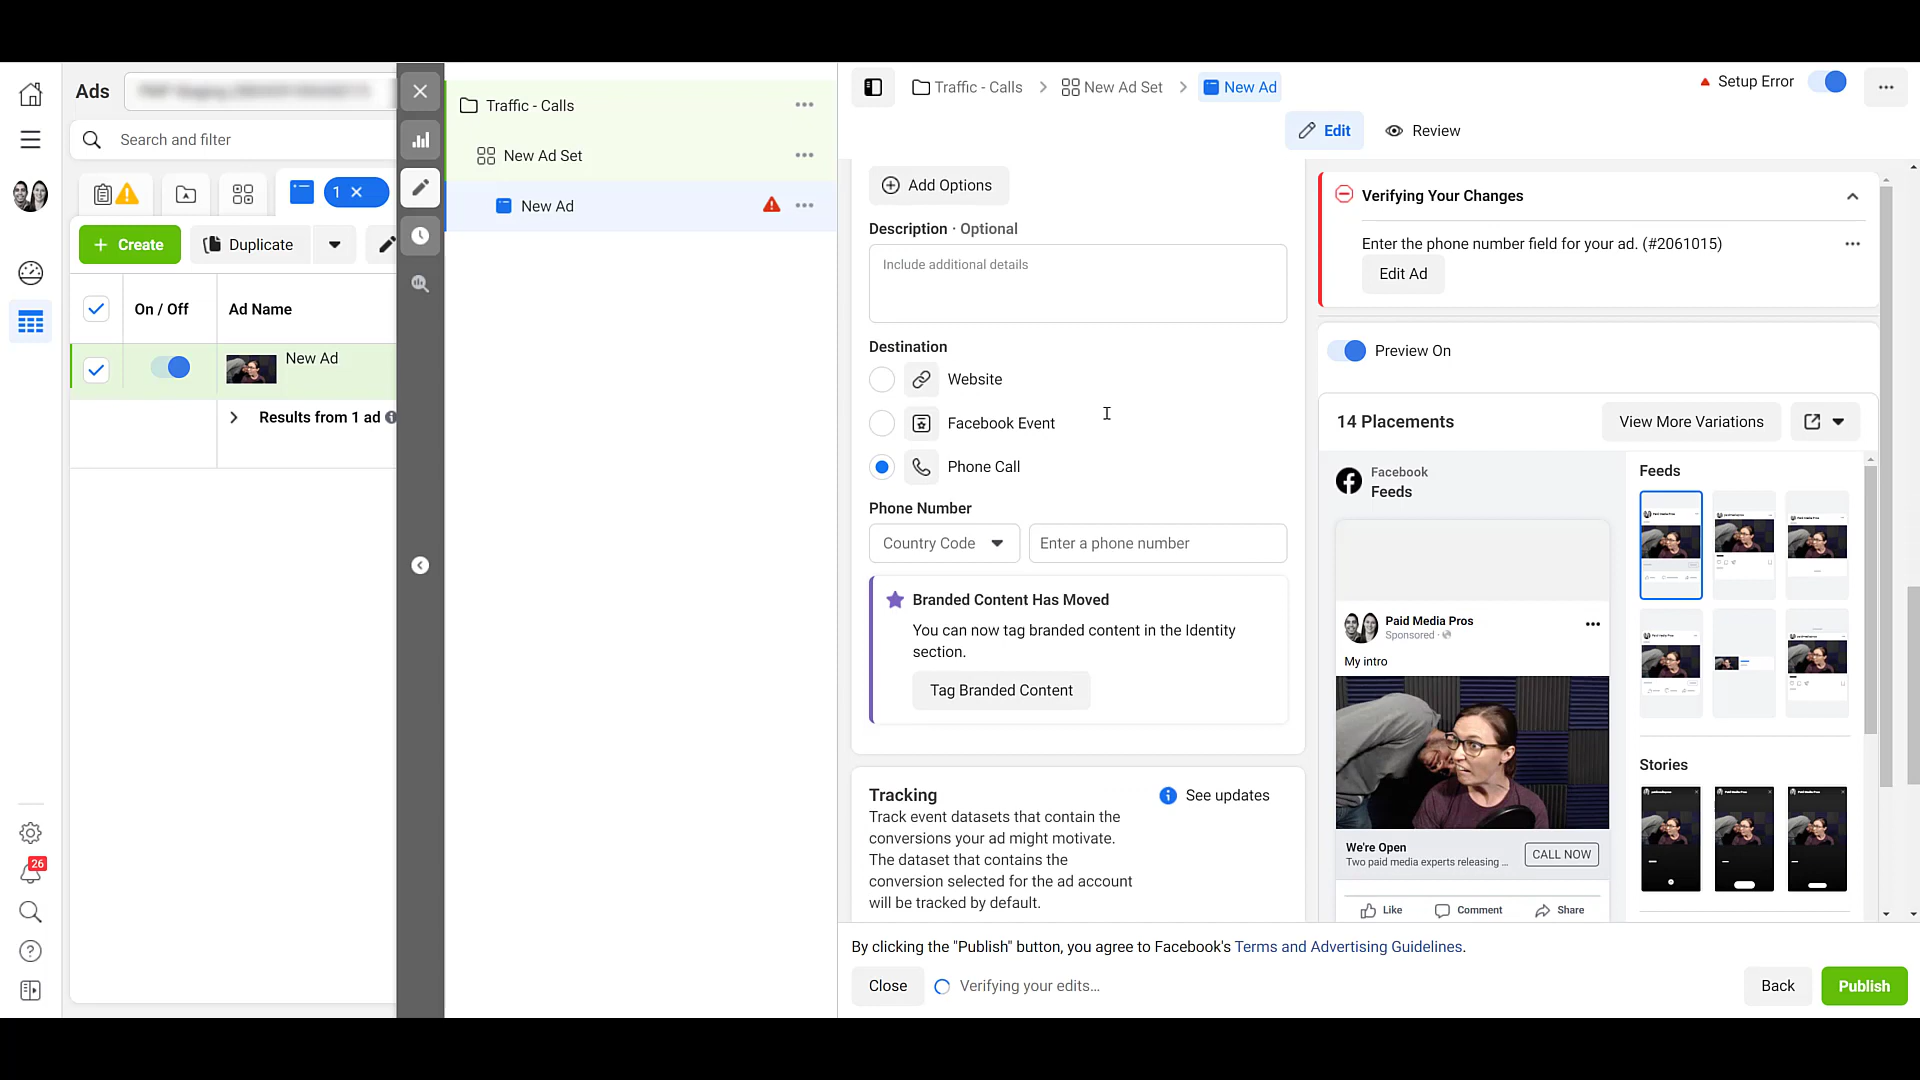 Ads
Search and filter
1
Create
Duplicate
On / Off
Ad Name
New Ad
Results from 1 ad
26
Traffic - Calls
New Ad Set
New Ad
Traffic - Calls
New Ad Set
New Ad
Setup Error
Edit
Review
Add Options
Description · Optional
Include additional details
Destination
Website
Facebook Event
Phone Call
Phone Number
Country Code
Enter a phone number
Branded Content Has Moved
You can now tag branded content in the Identity
section.
Tag Branded Content
Tracking
See updates
Track event datasets that contain the
conversions your ad might motivate.
The dataset that contains the
conversion selected for the ad account
will be tracked by default.
Verifying Your Changes
Enter the phone number field for your ad. (#2061015)
Edit Ad
Preview On
14 Placements
View More Variations
Facebook
Feeds
Paid Media Pros
Sponsored ·
My intro
We're Open
Two paid media experts releasing ...
CALL NOW
Like
Comment
Share
Feeds
Stories
By clicking the "Publish" button, you agree to Facebook's Terms and Advertising Guidelines.
Close
Verifying your edits...
Back
Publish